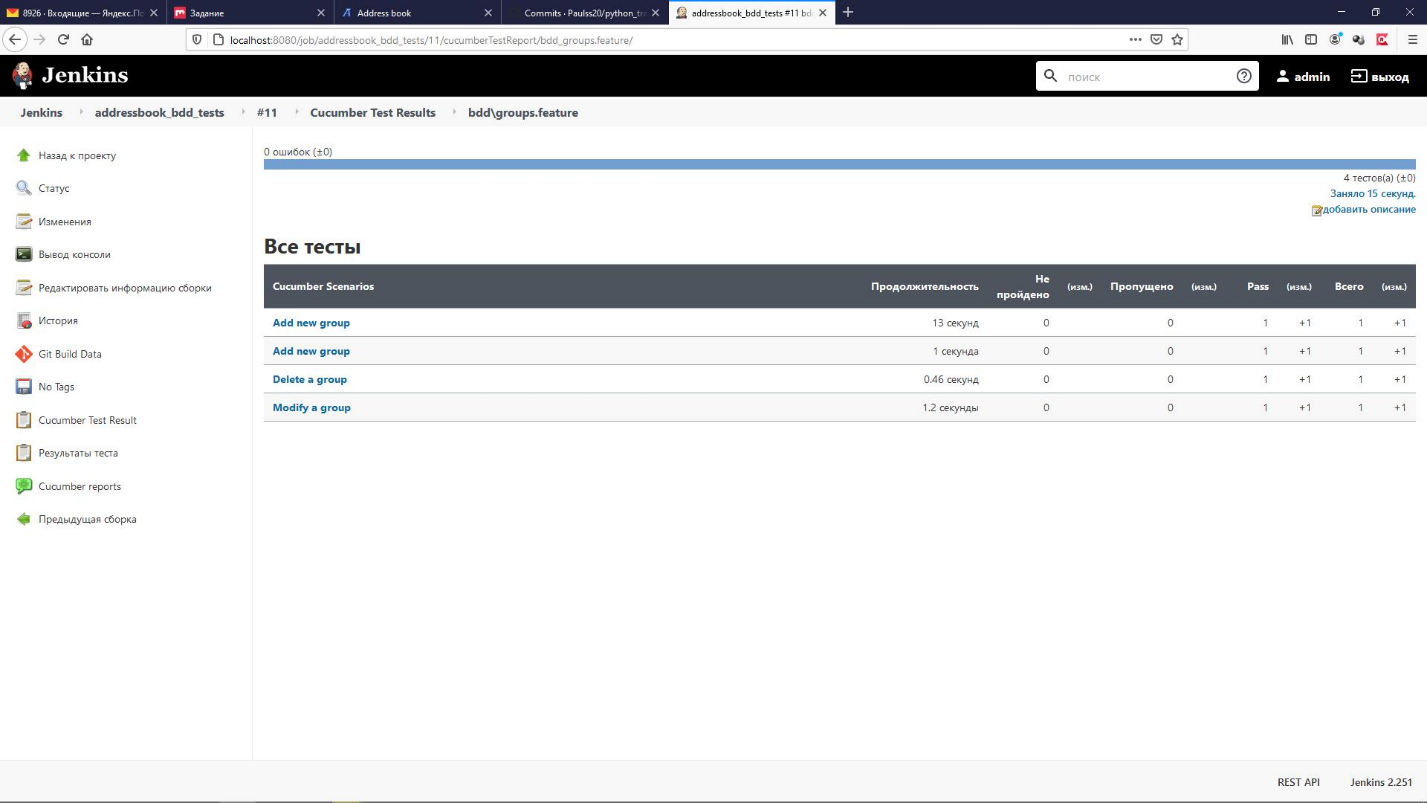 8926 · Входящие — Яндекс.По
Задание
Address book
Commits · Paulss20/python_tra
addressbook_bdd_tests #11 bdd
localhost:8080/job/addressbook_bdd_tests/11/cucumberTestReport/bdd_groups.feature/
Jenkins
поиск
admin
выход
Jenkins
addressbook_bdd_tests
#11
Cucumber Test Results
bdd\groups.feature
Назад к проекту
Статус
Изменения
Вывод консоли
Редактировать информацию сборки
История
Git Build Data
No Tags
Cucumber Test Result
Результаты теста
Cucumber reports
Предыдущая сборка
0 ошибок (±0)
4 тестов(а) (±0)
Заняло 15 секунд.
добавить описание
Все тесты
Cucumber Scenarios Продолжительность Не пройдено (изм.) Пропущено (изм.) Pass (изм.) Всего (изм.)
Add new group 13 секунд 0 0 1 +1 1 +1
Add new group 1 секунда 0 0 1 +1 1 +1
Delete a group 0.46 секунд 0 0 1 +1 1 +1
Modify a group 1.2 секунды 0 0 1 +1 1 +1
REST API
Jenkins 2.251